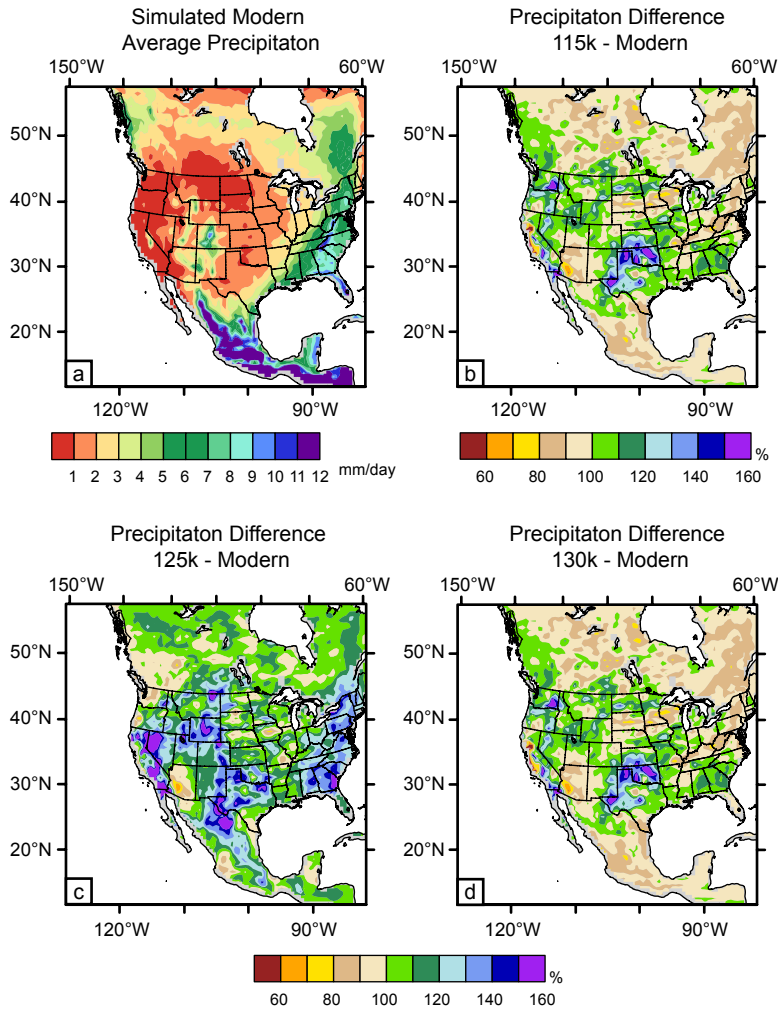 Simulated Modern
Average Precipitaton
150°W 60°W
50°N
40°N
30°N
20°N
a
120°W 90°W
1 2 3 4 5 6 7 8 9 10 11 12 mm/day
Precipitaton Difference
115k - Modern
150°W 60°W
50°N
40°N
30°N
20°N
b
120°W 90°W
60 80 100 120 140 160 %
Precipitaton Difference
125k - Modern
150°W 60°W
50°N
40°N
30°N
20°N
c
120°W 90°W
Precipitaton Difference
130k - Modern
150°W 60°W
50°N
40°N
30°N
20°N
d
120°W 90°W
60 80 100 120 140 160 %